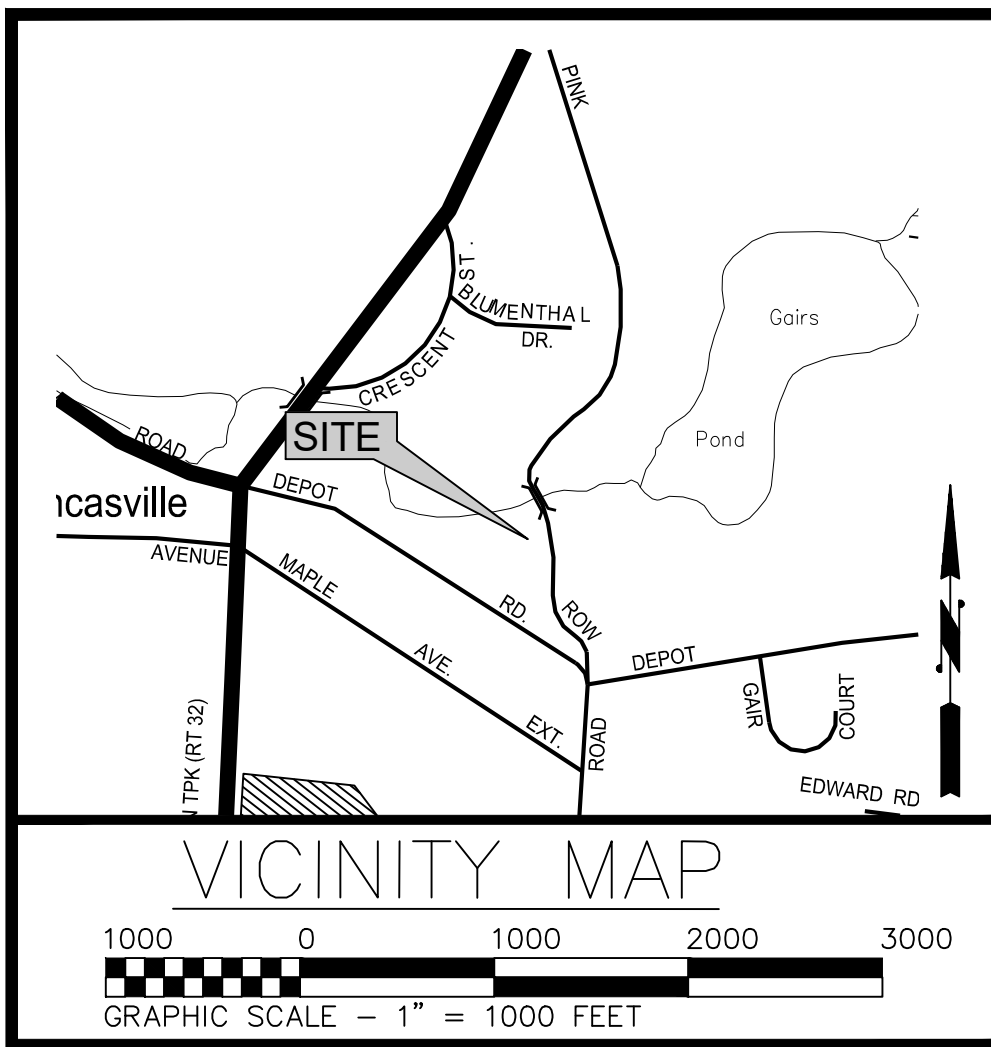 PINK
ST.
BLUMENTHAL
DR.
CRESCENT
Gairs
Pond
ROAD
SITE
DEPOT
ncasville
AVENUE
MAPLE
RD.
ROW
AVE.
DEPOT
EXT.
ROAD
GAIR
COURT
TPK (RT 32)
EDWARD RD
N
VICINITY MAP
1000 0 1000 2000 3000
GRAPHIC SCALE - 1" = 1000 FEET